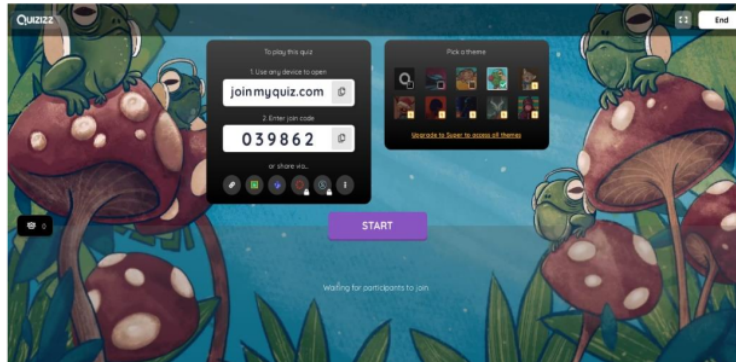 QUIZIZZ
End
To play this quiz
1. Use any device to open
joinmyquiz.com
2. Enter join code
039862
or share via...
Pick a theme
Upgrade to Super to access all themes
0
START
Waiting for participants to join